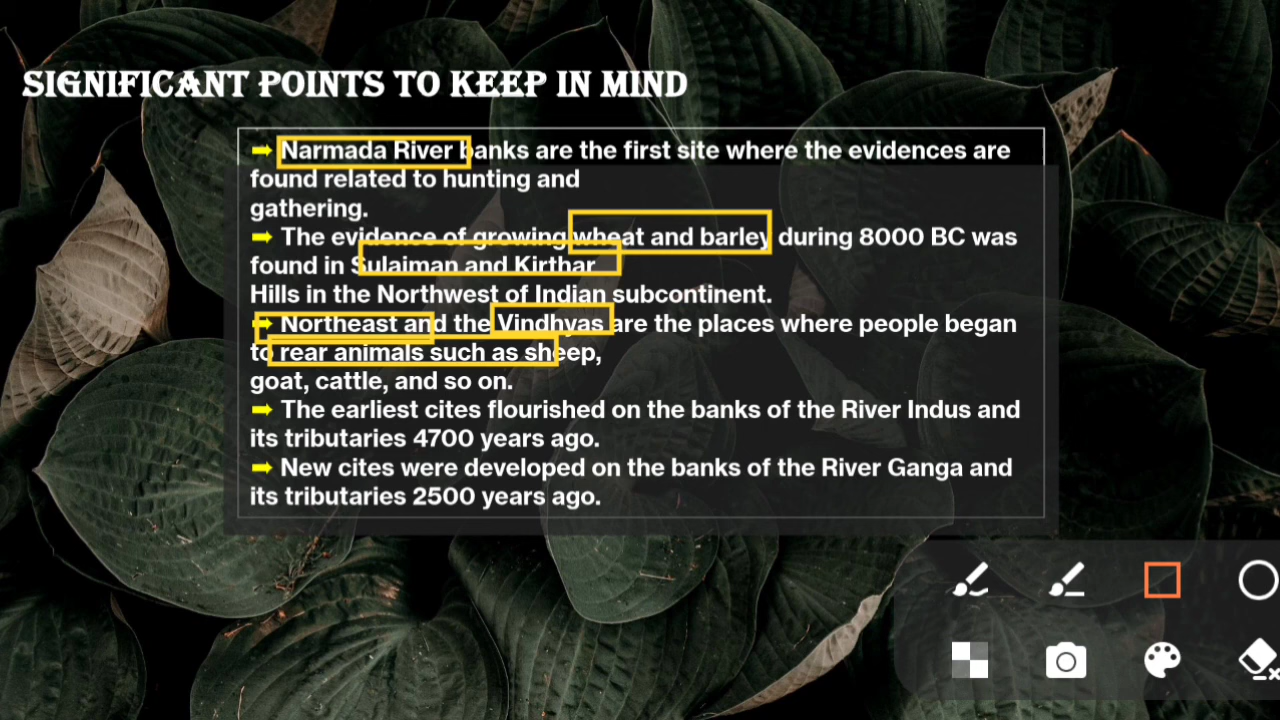 SIGNIFICANT POINTS TO KEEP IN MIND
➡ Narmada River banks are the first site where the evidences are
found related to hunting and
gathering.
➡ The evidence of growing wheat and barley during 8000 BC was
found in Sulaiman and Kirthar
Hills in the Northwest of Indian subcontinent.
➡ Northeast and the Vindhyas are the places where people began
to rear animals such as sheep,
goat, cattle, and so on.
➡ The earliest cites flourished on the banks of the River Indus and
its tributaries 4700 years ago.
➡ New cites were developed on the banks of the River Ganga and
its tributaries 2500 years ago.